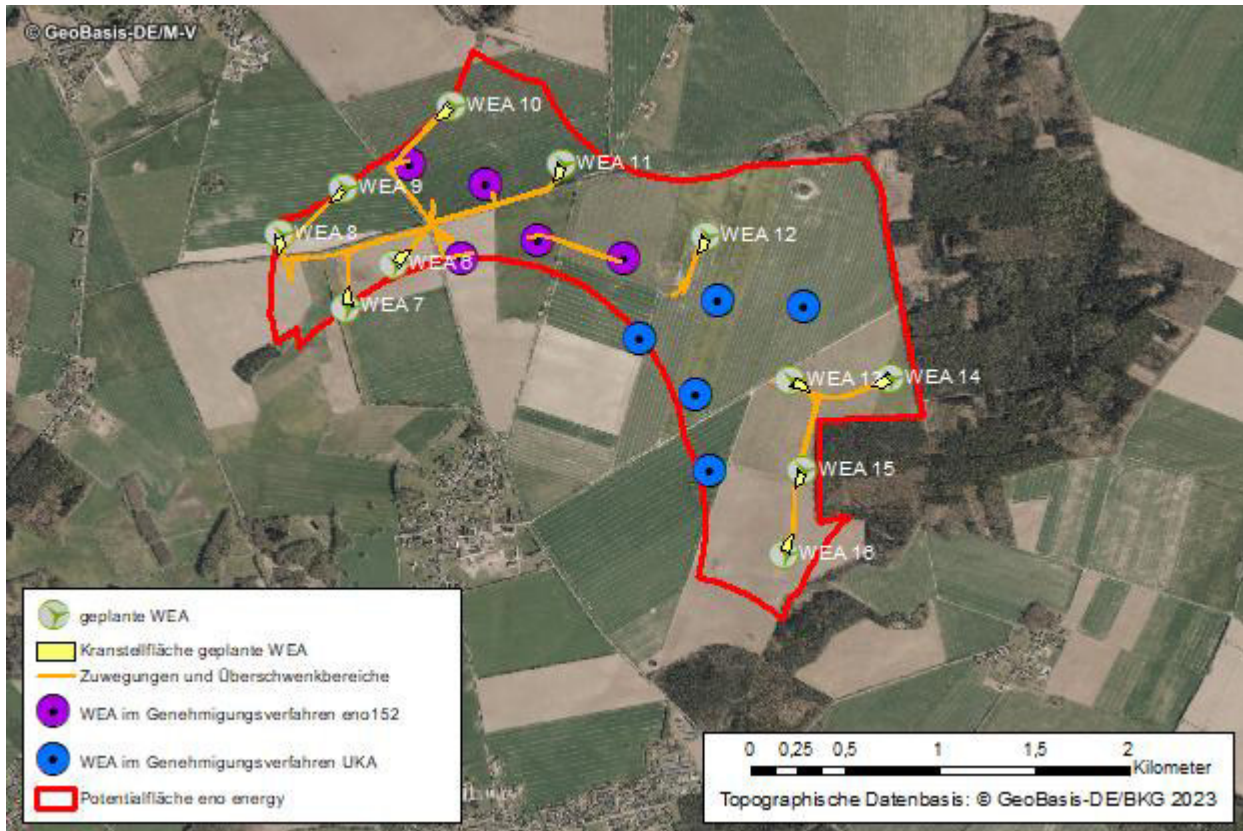 © GeoBasis-DE/M-V
WEA 10
WEA 11
WEA 9
WEA 8
WEA 12
WEA 6
WEA 7
WEA 13
WEA 14
WEA 15
WEA 16
geplante WEA
Kranstellfläche geplante WEA
Zuwegungen und Überschwenkbereiche
WEA im Genehmigungsverfahren eno152
WEA im Genehmigungsverfahren UKA
Potentialfläche eno energy
0 0,25 0,5 1 1,5 2
Kilometer
Topographische Datenbasis: © GeoBasis-DE/BKG 2023